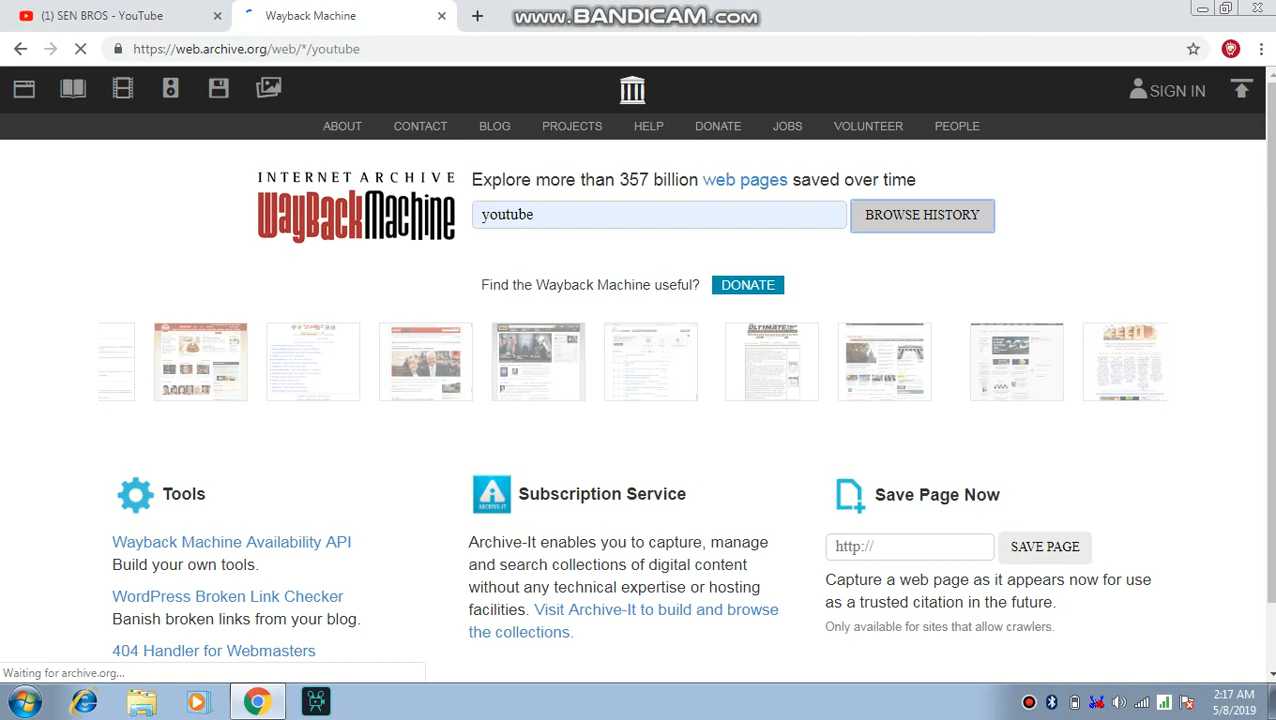 (1) SEN BROS - YouTube
Wayback Machine
www.BANDICAM.com
https://web.archive.org/web/*/youtube
SIGN IN
ABOUT CONTACT BLOG PROJECTS HELP DONATE JOBS VOLUNTEER PEOPLE
INTERNET ARCHIVE
WayBackMachine
Explore more than 357 billion web pages saved over time
youtube
BROWSE HISTORY
Find the Wayback Machine useful? DONATE
Tools
Wayback Machine Availability API
Build your own tools.
WordPress Broken Link Checker
Banish broken links from your blog.
404 Handler for Webmasters
ARCHIVE-IT
Subscription Service
Archive-It enables you to capture, manage
and search collections of digital content
without any technical expertise or hosting
facilities. Visit Archive-It to build and browse
the collections.
Save Page Now
http://
SAVE PAGE
Capture a web page as it appears now for use
as a trusted citation in the future.
Only available for sites that allow crawlers.
Waiting for archive.org...
2:17 AM
5/8/2019